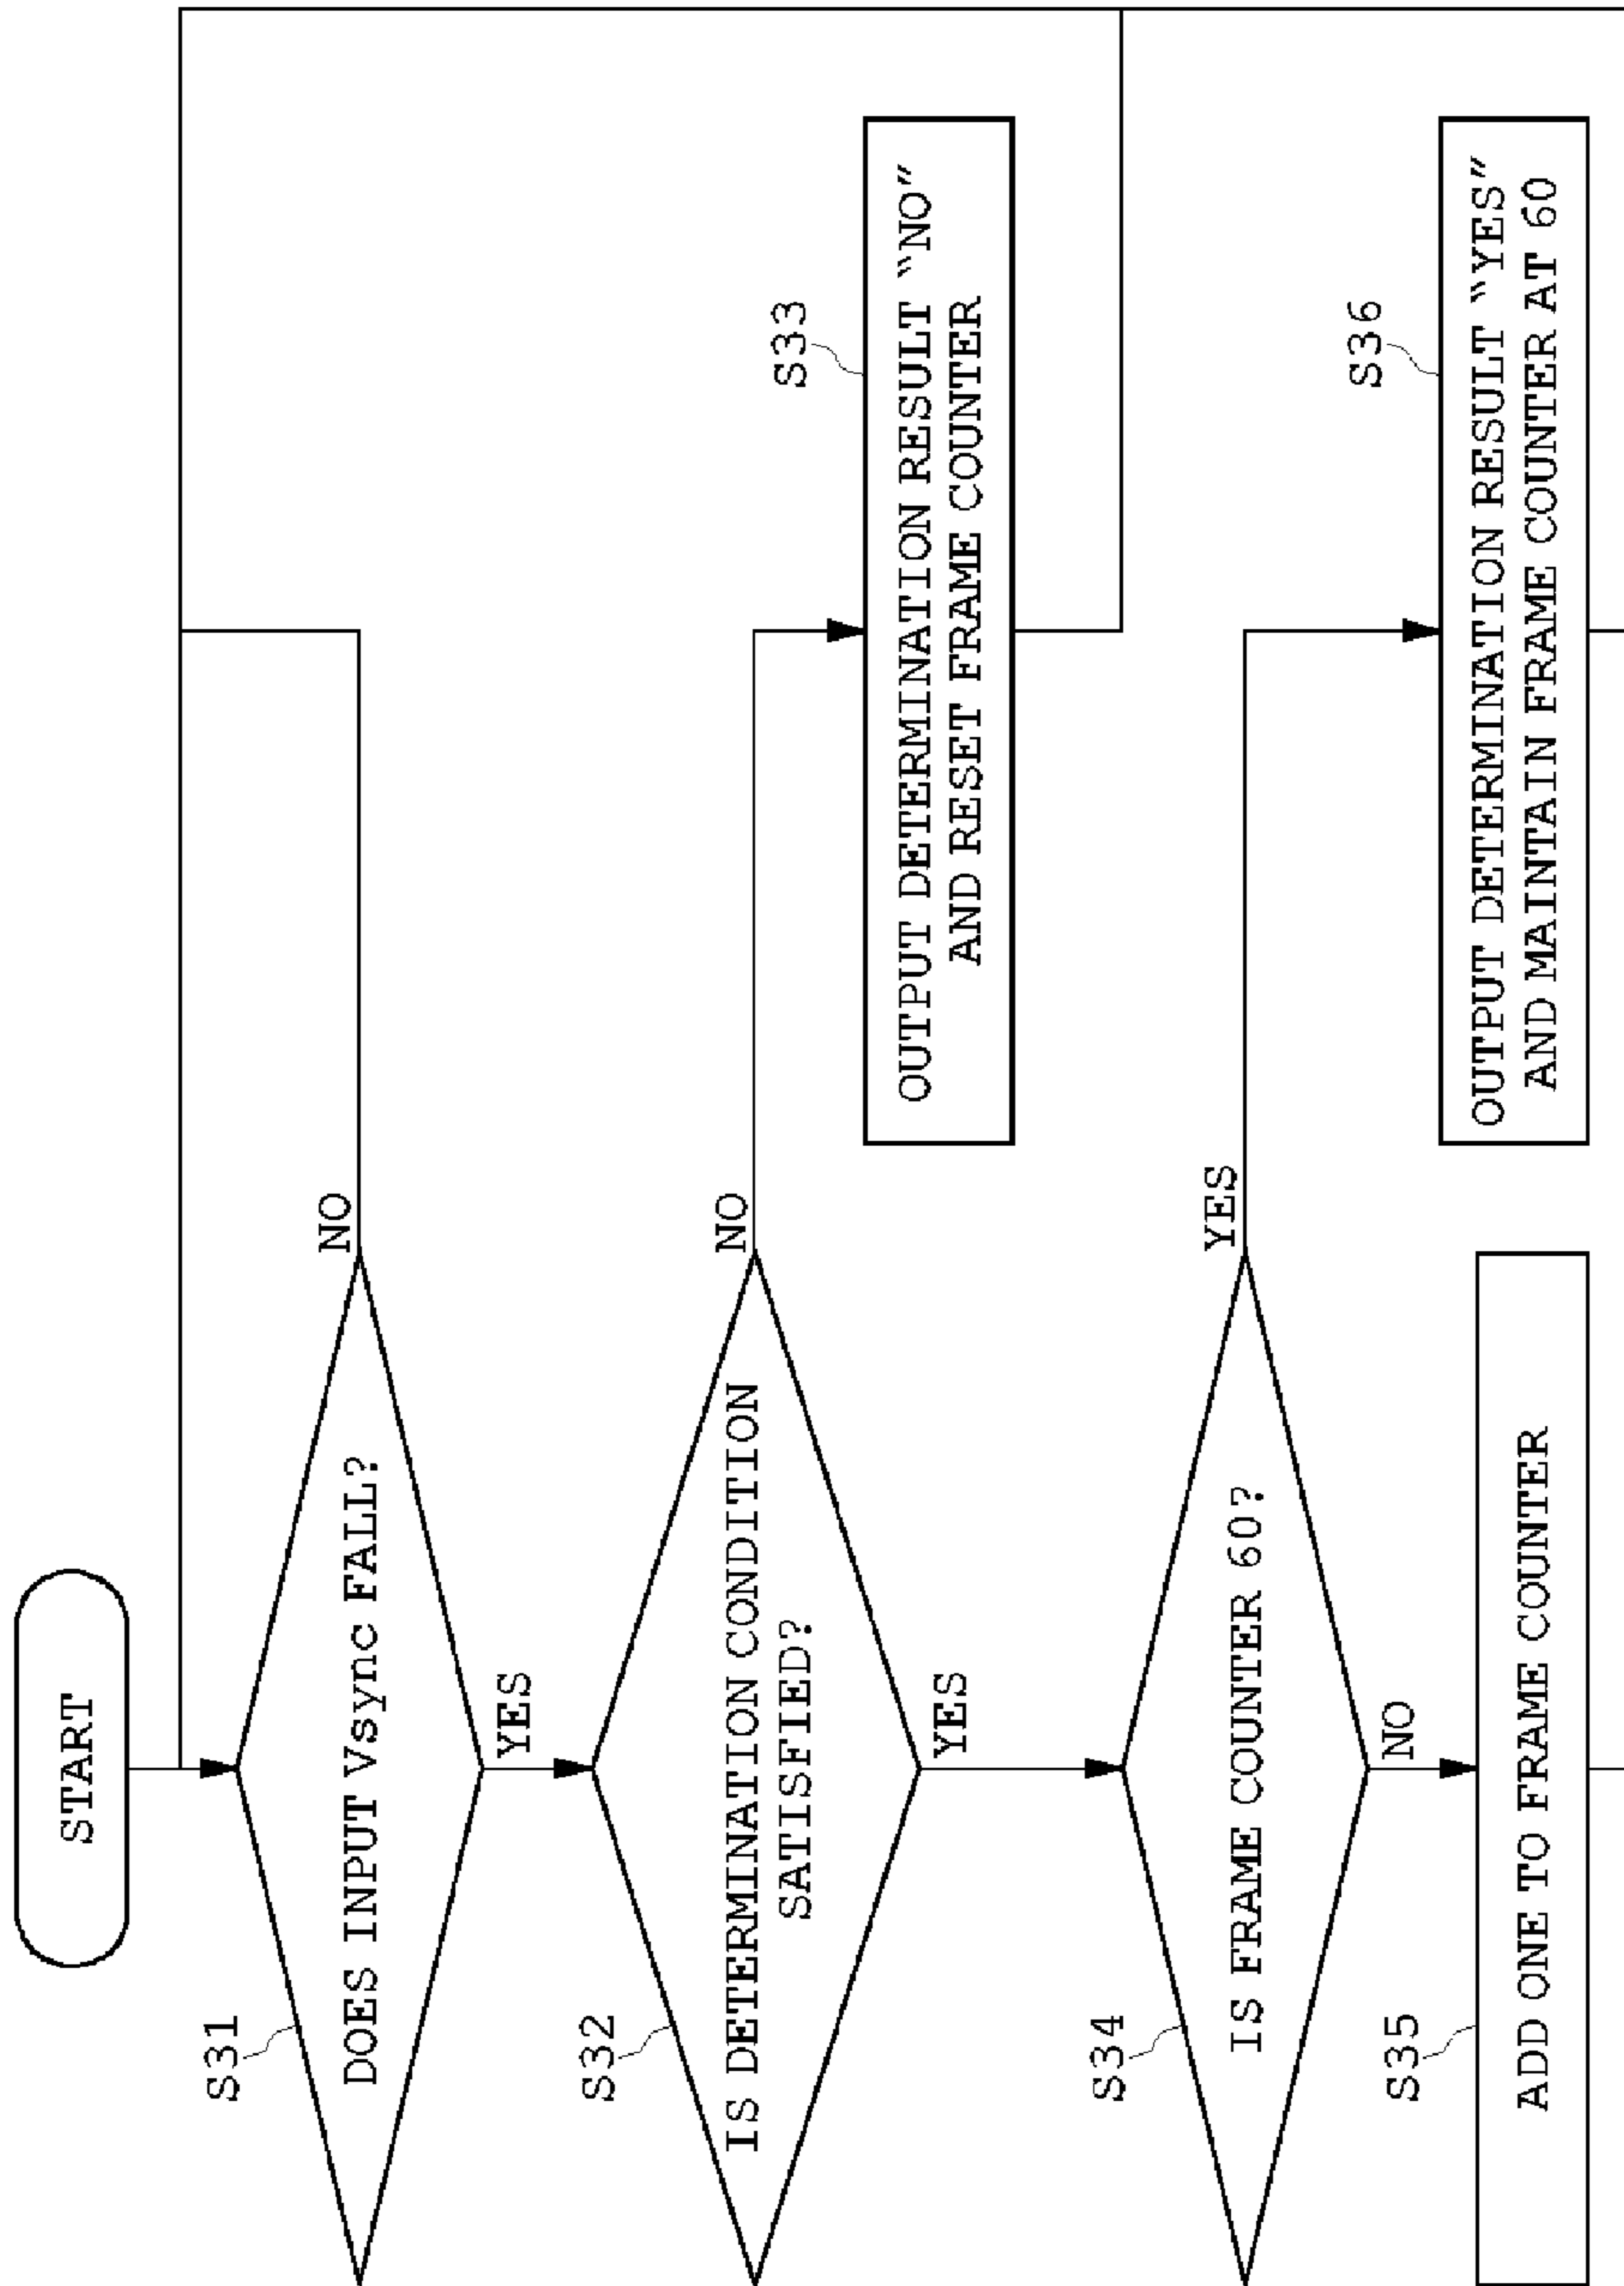 START
S31
DOES INPUT Vsync FALL?
NO
YES
S32
IS DETERMINATION CONDITION
SATISFIED?
NO
YES
S33
OUTPUT DETERMINATION RESULT “NO”
AND RESET FRAME COUNTER
S34
IS FRAME COUNTER 60?
YES
NO
S35
ADD ONE TO FRAME COUNTER
S36
OUTPUT DETERMINATION RESULT “YES”
AND MAINTAIN FRAME COUNTER AT 60